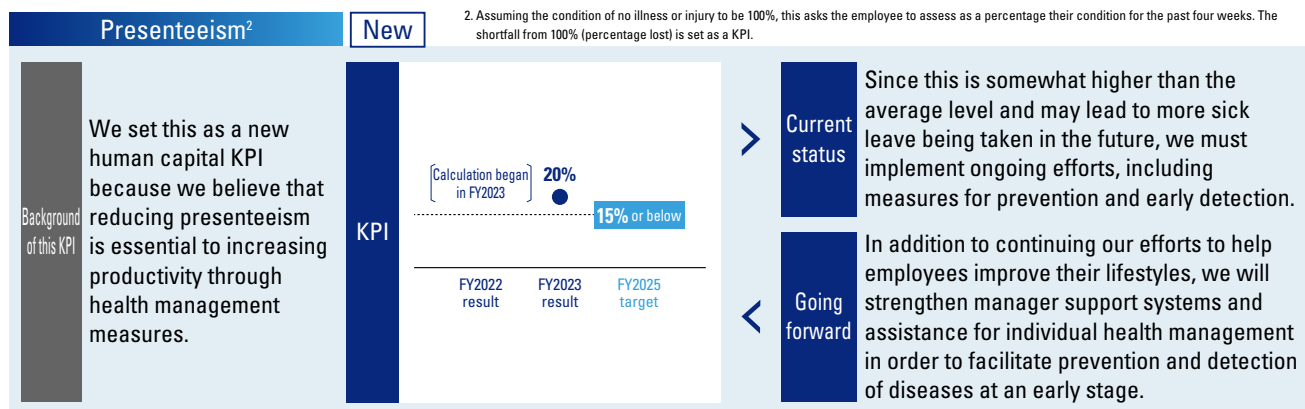 Presenteeism2
New
2. Assuming the condition of no illness or injury to be 100%, this asks the employee to assess as a percentage their condition for the past four weeks. The
shortfall from 100% (percentage lost) is set as a KPI.
Background
of this KPI
We set this as a new
human capital KPI
because we believe that
reducing presenteeism
is essential to increasing
productivity through
health management
measures.
KPI
Calculation began
in FY2023
20%
15% or below
FY2022
result
FY2023
result
FY2025
target
>
Current
status
Since this is somewhat higher than the
average level and may lead to more sick
leave being taken in the future, we must
implement ongoing efforts, including
measures for prevention and early detection.
<
Going
forward
In addition to continuing our efforts to help
employees improve their lifestyles, we will
strengthen manager support systems and
assistance for individual health management
in order to facilitate prevention and detection
of diseases at an early stage.